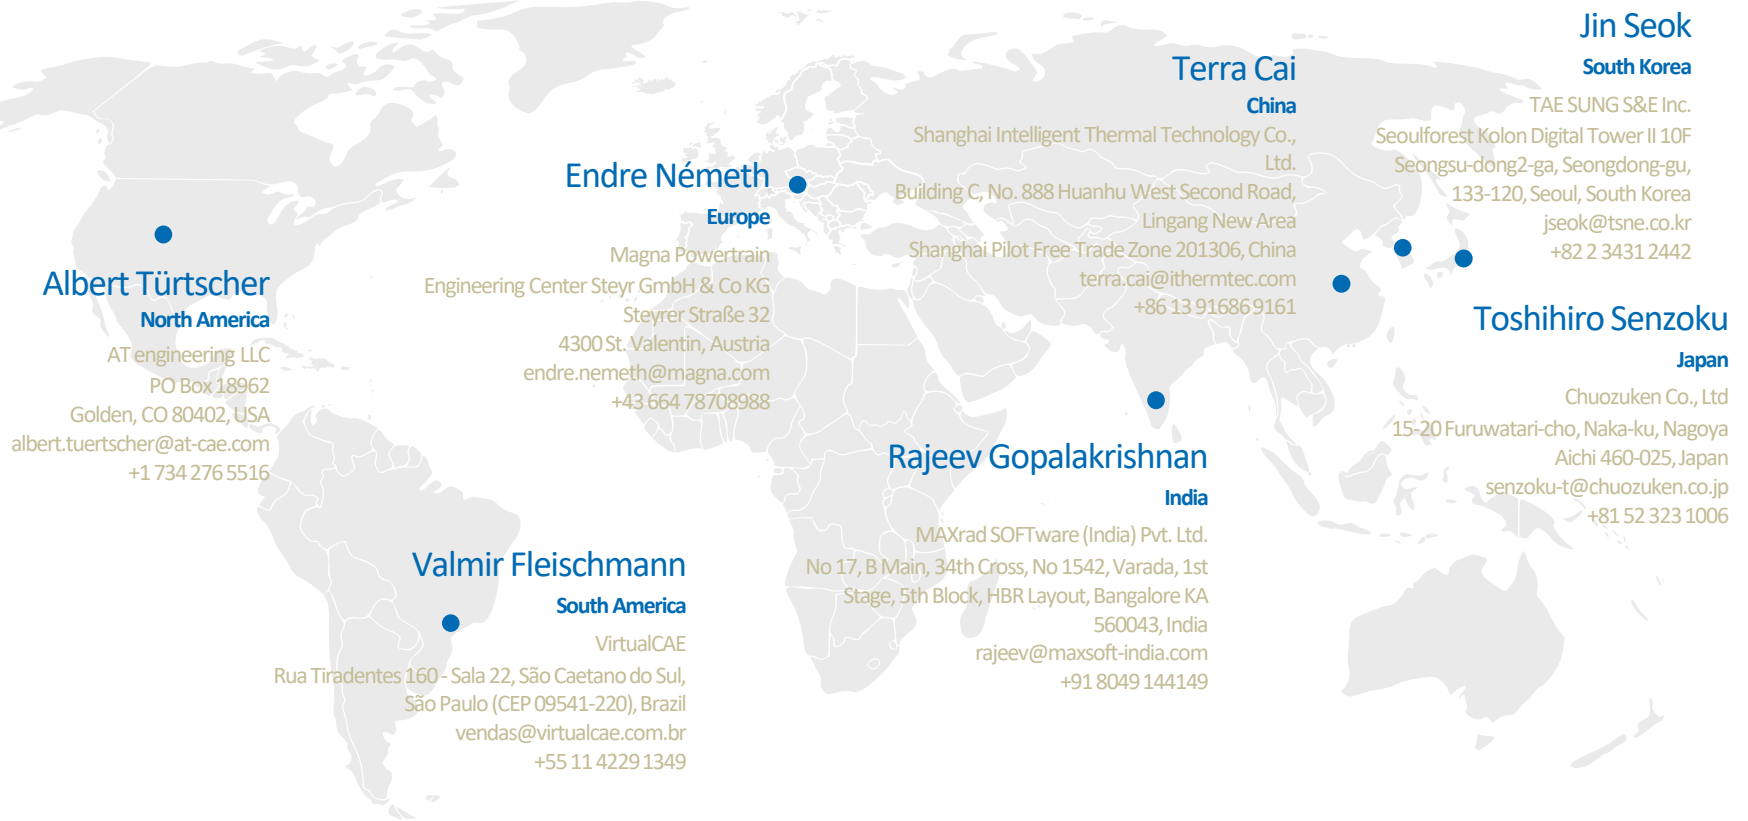 Jin Seok
South Korea
TAE SUNG S&E Inc.
Seoulforest Kolon Digital Tower II 10F
Seongsu-dong2-ga, Seongdong-gu,
133-120, Seoul, South Korea
jseok@tsne.co.kr
+82 2 3431 2442
Terra Cai
China
Shanghai Intelligent Thermal Technology Co.,
Ltd.
Building C, No. 888 Huanhu West Second Road,
Lingang New Area
Shanghai Pilot Free Trade Zone 201306, China
terra.cai@ithermtec.com
+86 13 916869161
Endre Németh
Europe
Magna Powertrain
Engineering Center Steyr GmbH & Co KG
Steyrer Straße 32
4300 St. Valentin, Austria
endre.nemeth@magna.com
+43 664 78708988
Albert Türtscher
North America
AT engineering LLC
PO Box 18962
Golden, CO 80402, USA
albert.tuertscher@at-cae.com
+1 734 276 5516
Toshihiro Senzoku
Japan
Chuozuken Co., Ltd
15-20 Furuwatari-cho, Naka-ku, Nagoya
Aichi 460-025, Japan
senzoku-t@chuozuken.co.jp
+81 52 323 1006
Rajeev Gopalakrishnan
India
MAXrad SOFTware (India) Pvt. Ltd.
No 17, B Main, 34th Cross, No 1542, Varada, 1st
Stage, 5th Block, HBR Layout, Bangalore KA
560043, India
rajeev@maxsoft-india.com
+91 8049 144149
Valmir Fleischmann
South America
VirtualCAE
Rua Tiradentes 160 - Sala 22, São Caetano do Sul,
São Paulo (CEP 09541-220), Brazil
vendas@virtualcae.com.br
+55 11 4229 1349